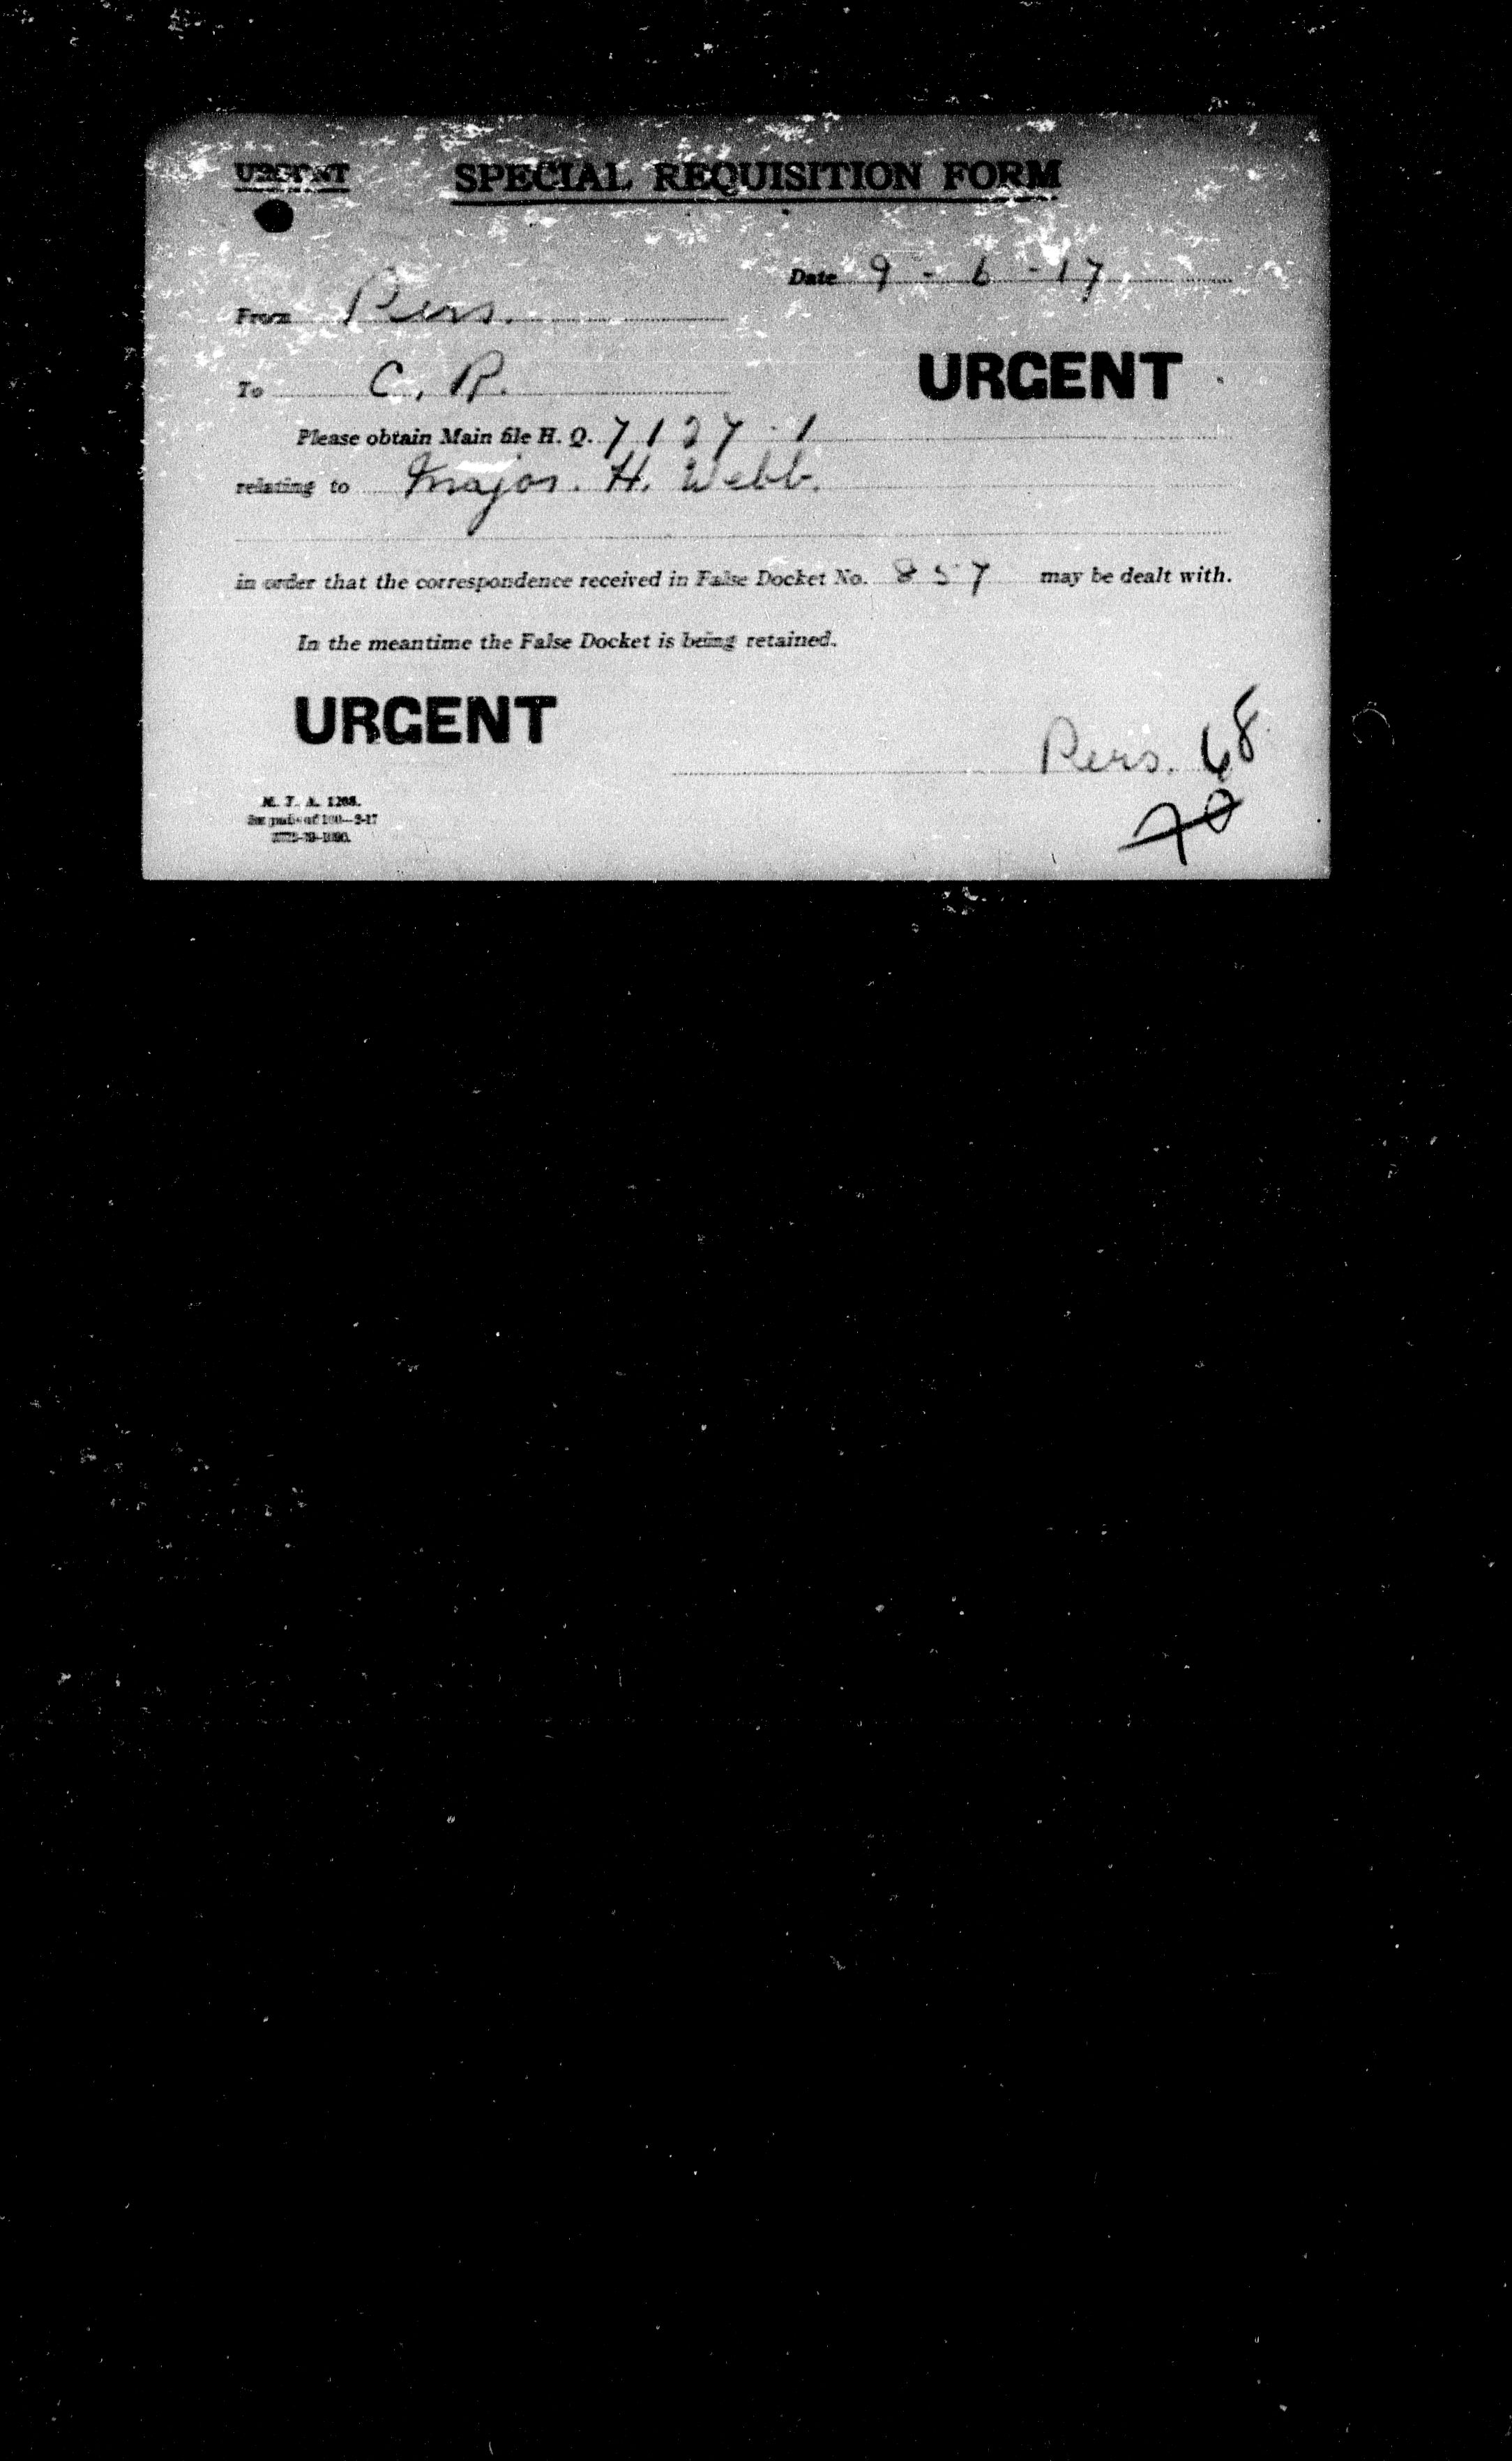 URGENT SPECIAL REQUISITION FORM
Date 9 - 6 - 17
From Pers.
To C. R.
URGENT
Please obtain Main file H. Q. 7127-1
relating to Major. H. Webb.
in order that the correspondence received in False Docket No. 857 may be dealt with.
In the meantime the False Docket is being retained.
URGENT
Pers. 68
70